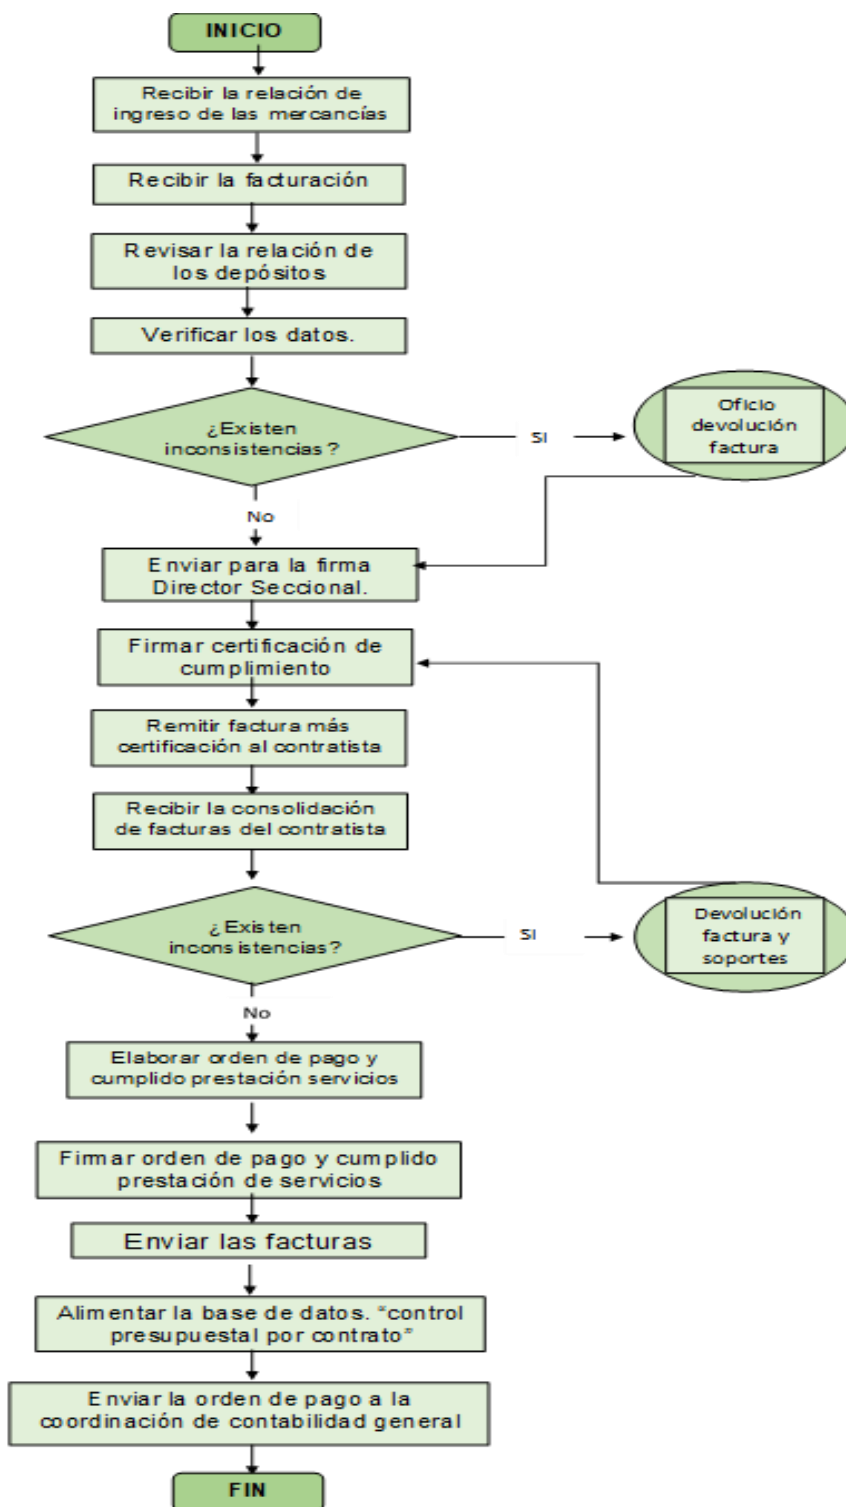 INICIO
Recibir la relación de
ingreso de las mercancías
Recibir la facturación
Revisar la relación de
los depósitos
Verificar los datos.
¿Existen
inconsistencias?
SI
Oficio
devolución
factura
No
Enviar para la firma
Director Seccional.
Firmar certificación de
cumplimiento
Remitir factura más
certificación al contratista
Recibir la consolidación
de facturas del contratista
¿Existen
inconsistencias?
SI
Devolución
factura y
soportes
No
Elaborar orden de pago y
cumplido prestación servicios
Firmar orden de pago y cumplido
prestación de servicios
Enviar las facturas
Alimentar la base de datos. “control
presupuestal por contrato”
Enviar la orden de pago a la
coordinación de contabilidad general
FIN